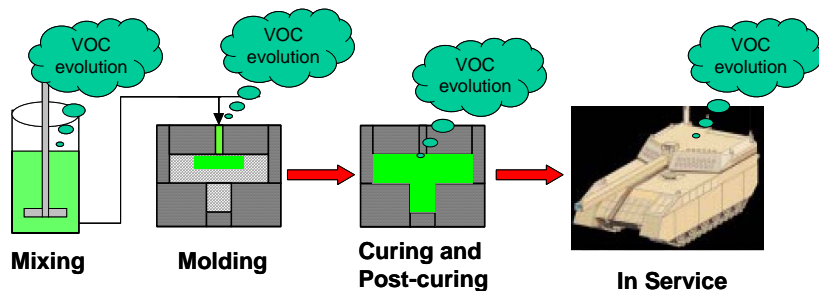 VOC
evolution
VOC
evolution
VOC
evolution
VOC
evolution
Mixing
Molding
Curing and
Post-curing
In Service